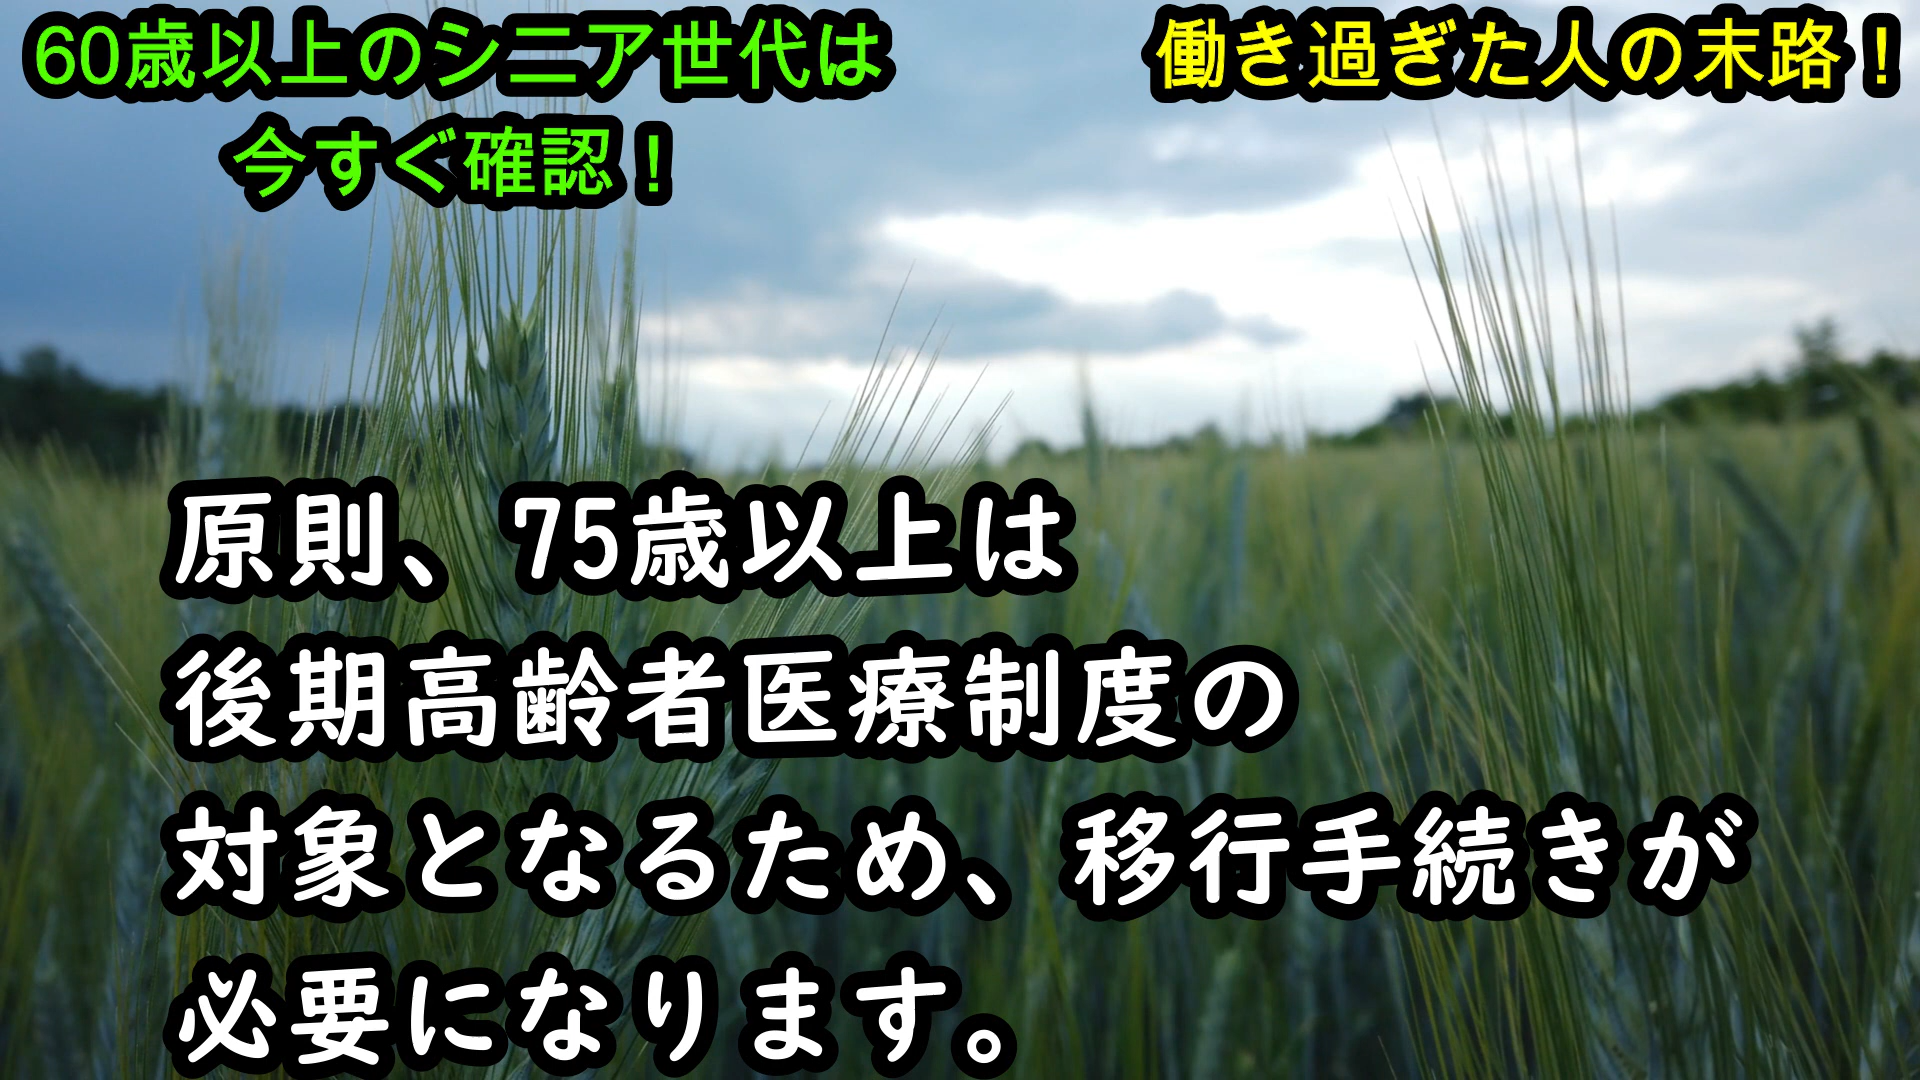 60歳以上のシニア世代は
今すぐ確認！
働き過ぎた人の末路！
原則、75歳以上は
後期高齢者医療制度の
対象となるため、移行手続きが
必要になります。